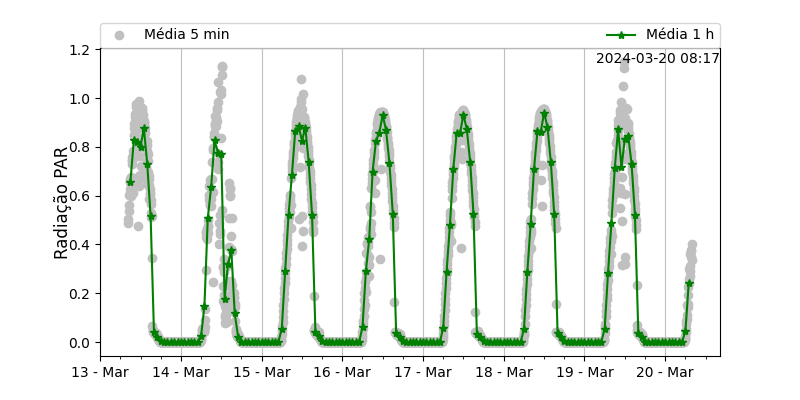 Média 5 min
Média 1 h
2024-03-20 08:17
Radiação PAR
1.2
1.0
0.8
0.6
0.4
0.2
0.0
13 - Mar
14 - Mar
15 - Mar
16 - Mar
17 - Mar
18 - Mar
19 - Mar
20 - Mar